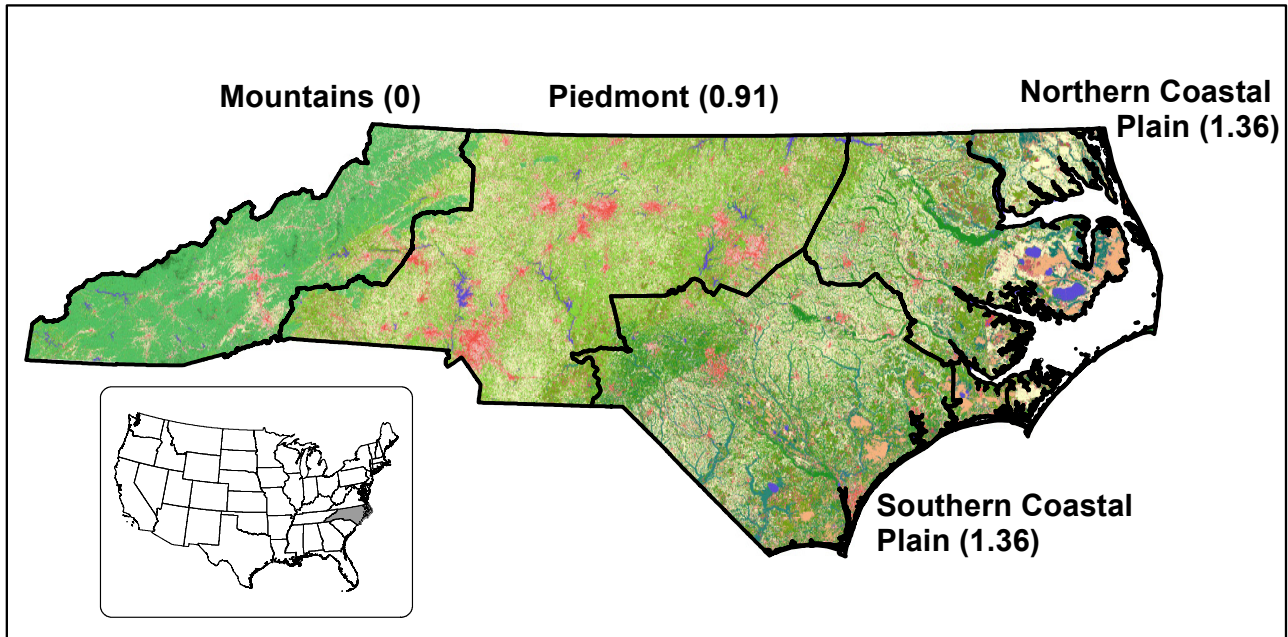 Mountains (0)
Piedmont (0.91)
Northern Coastal
Plain (1.36)
Southern Coastal
Plain (1.36)